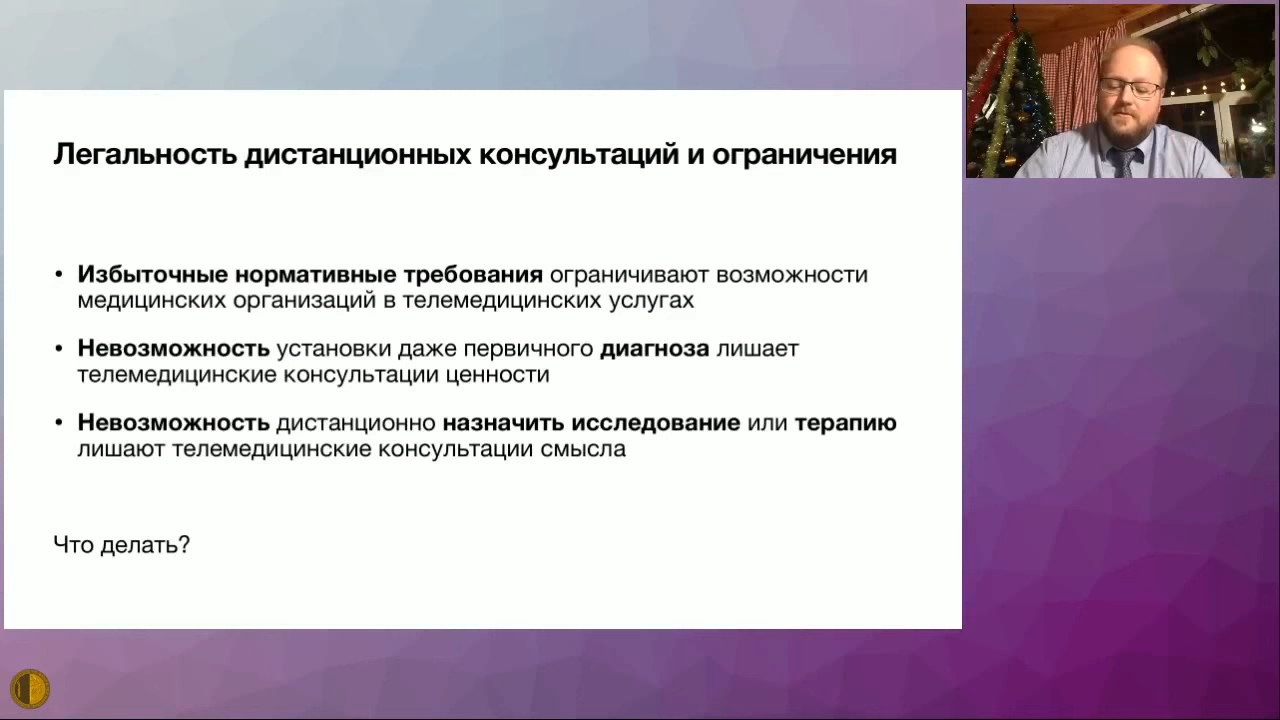 Легальность дистанционных консультаций и ограничения
• Избыточные нормативные требования ограничивают возможности
медицинских организаций в телемедицинских услугах
• Невозможность установки даже первичного диагноза лишает
телемедицинские консультации ценности
• Невозможность дистанционно назначить исследование или терапию
лишают телемедицинские консультации смысла
Что делать?